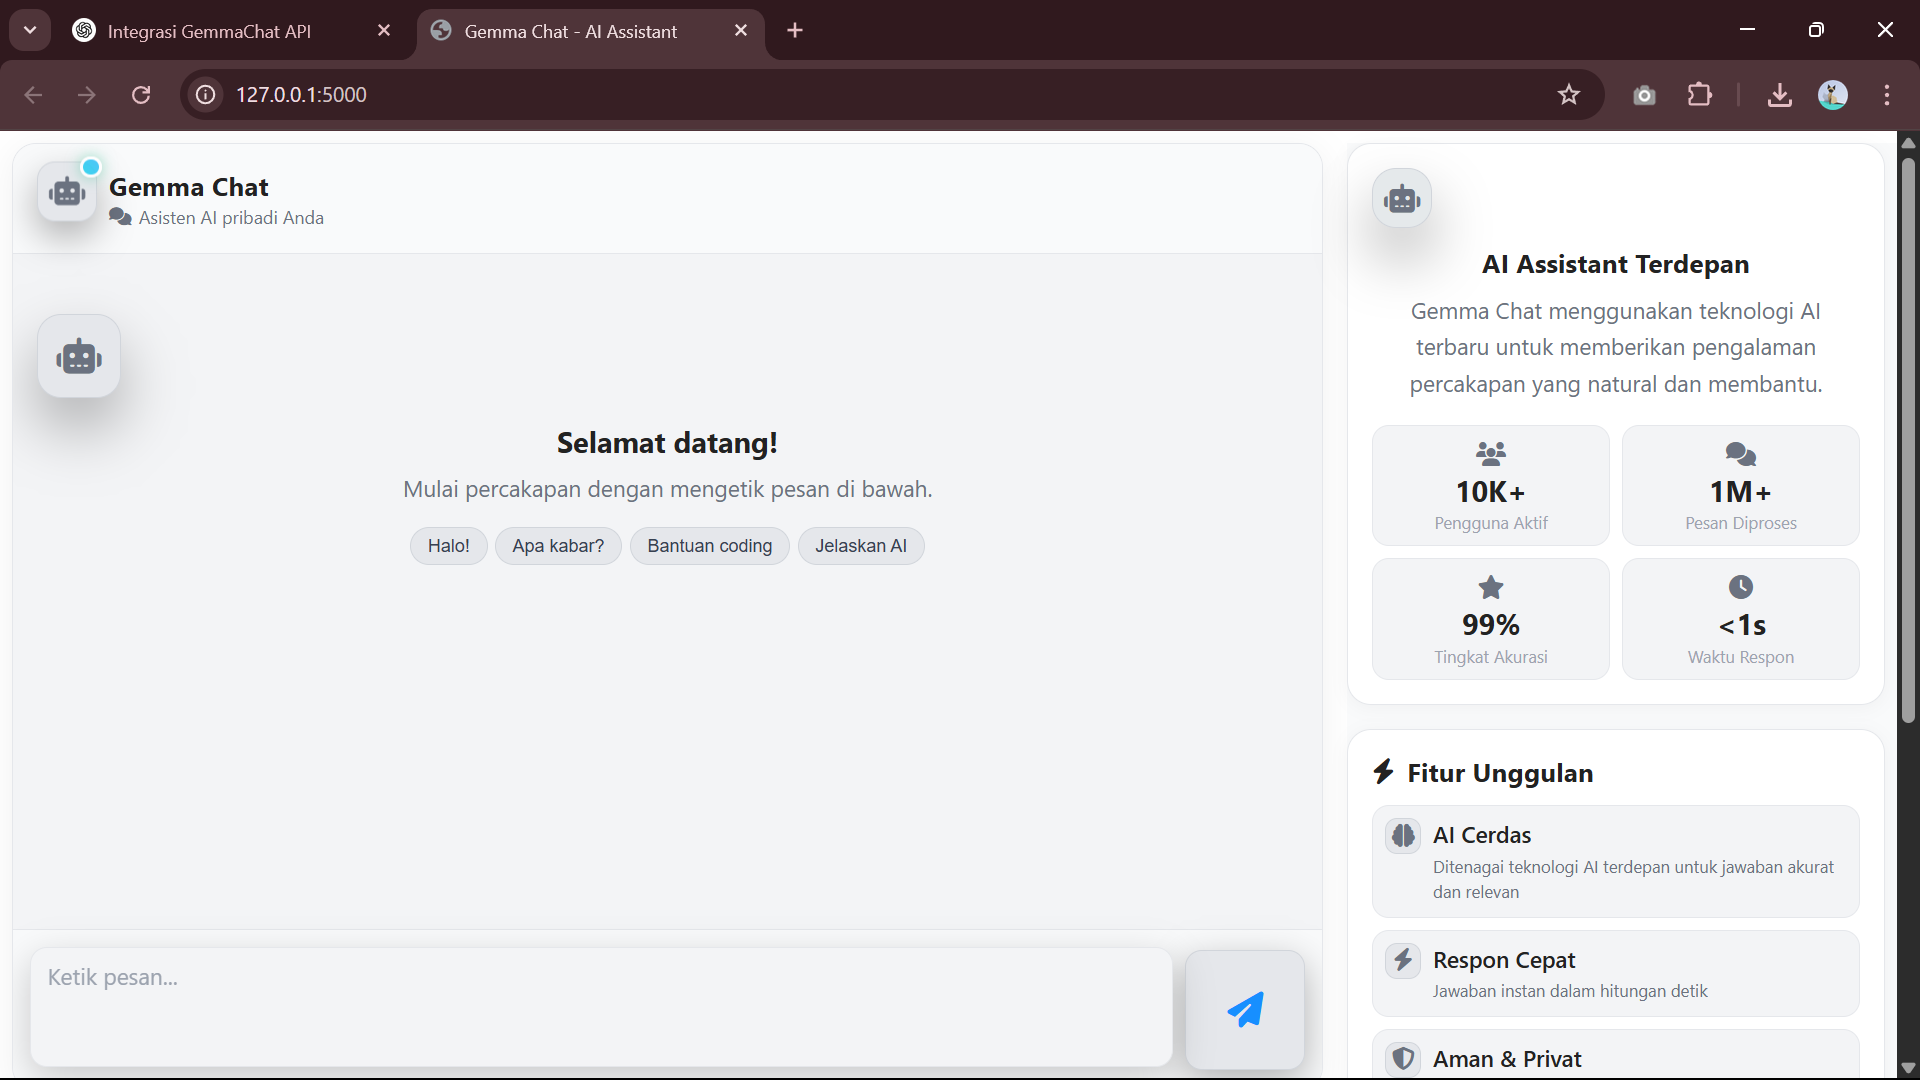 Integrasi GemmaChat API
Gemma Chat - AI Assistant
127.0.0.1:5000
Gemma Chat
Asisten AI pribadi Anda
Selamat datang!
Mulai percakapan dengan mengetik pesan di bawah.
Halo!
Apa kabar?
Bantuan coding
Jelaskan AI
Ketik pesan...
AI Assistant Terdepan
Gemma Chat menggunakan teknologi AI
terbaru untuk memberikan pengalaman
percakapan yang natural dan membantu.
10K+
Pengguna Aktif
1M+
Pesan Diproses
99%
Tingkat Akurasi
<1s
Waktu Respon
Fitur Unggulan
AI Cerdas
Ditenagai teknologi AI terdepan untuk jawaban akurat
dan relevan
Respon Cepat
Jawaban instan dalam hitungan detik
Aman & Privat